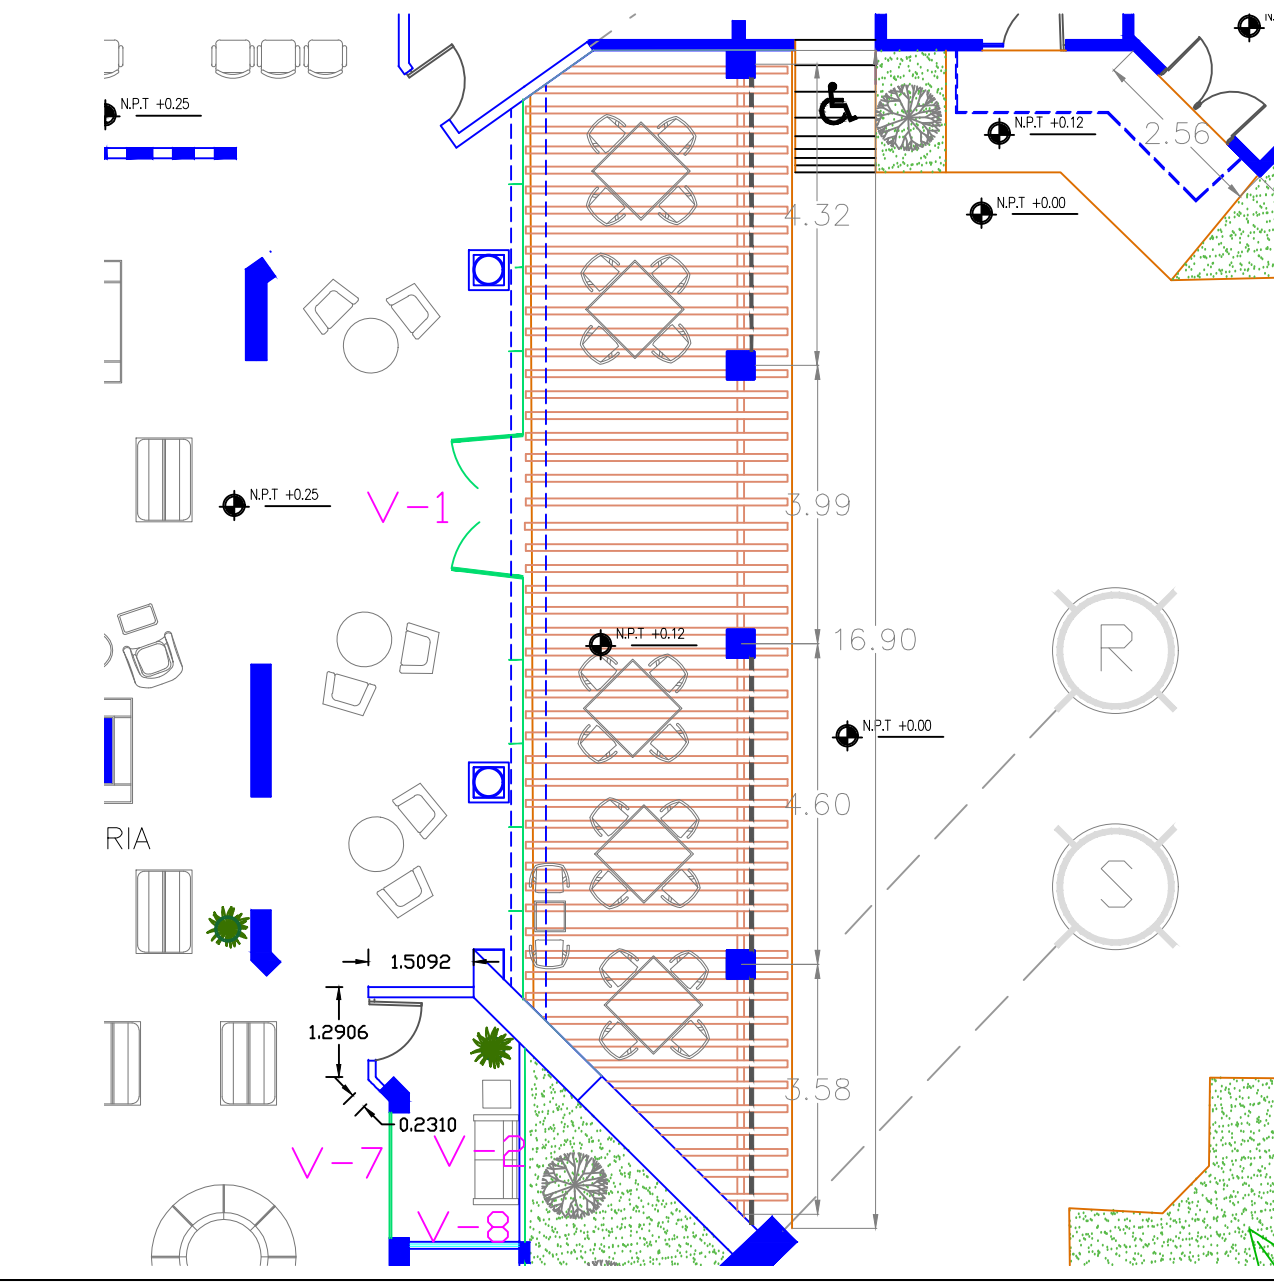 N.
N.P.T +0.25
N.P.T +0.12
2.56
N.P.T +0.00
4.32
N.P.T +0.25
V-1
3.99
N.P.T +0.12
16.90
R
N.P.T +0.00
4.60
RIA
S
1.5092
1.2906
3.58
0.2310
V-7
V-2
V-8